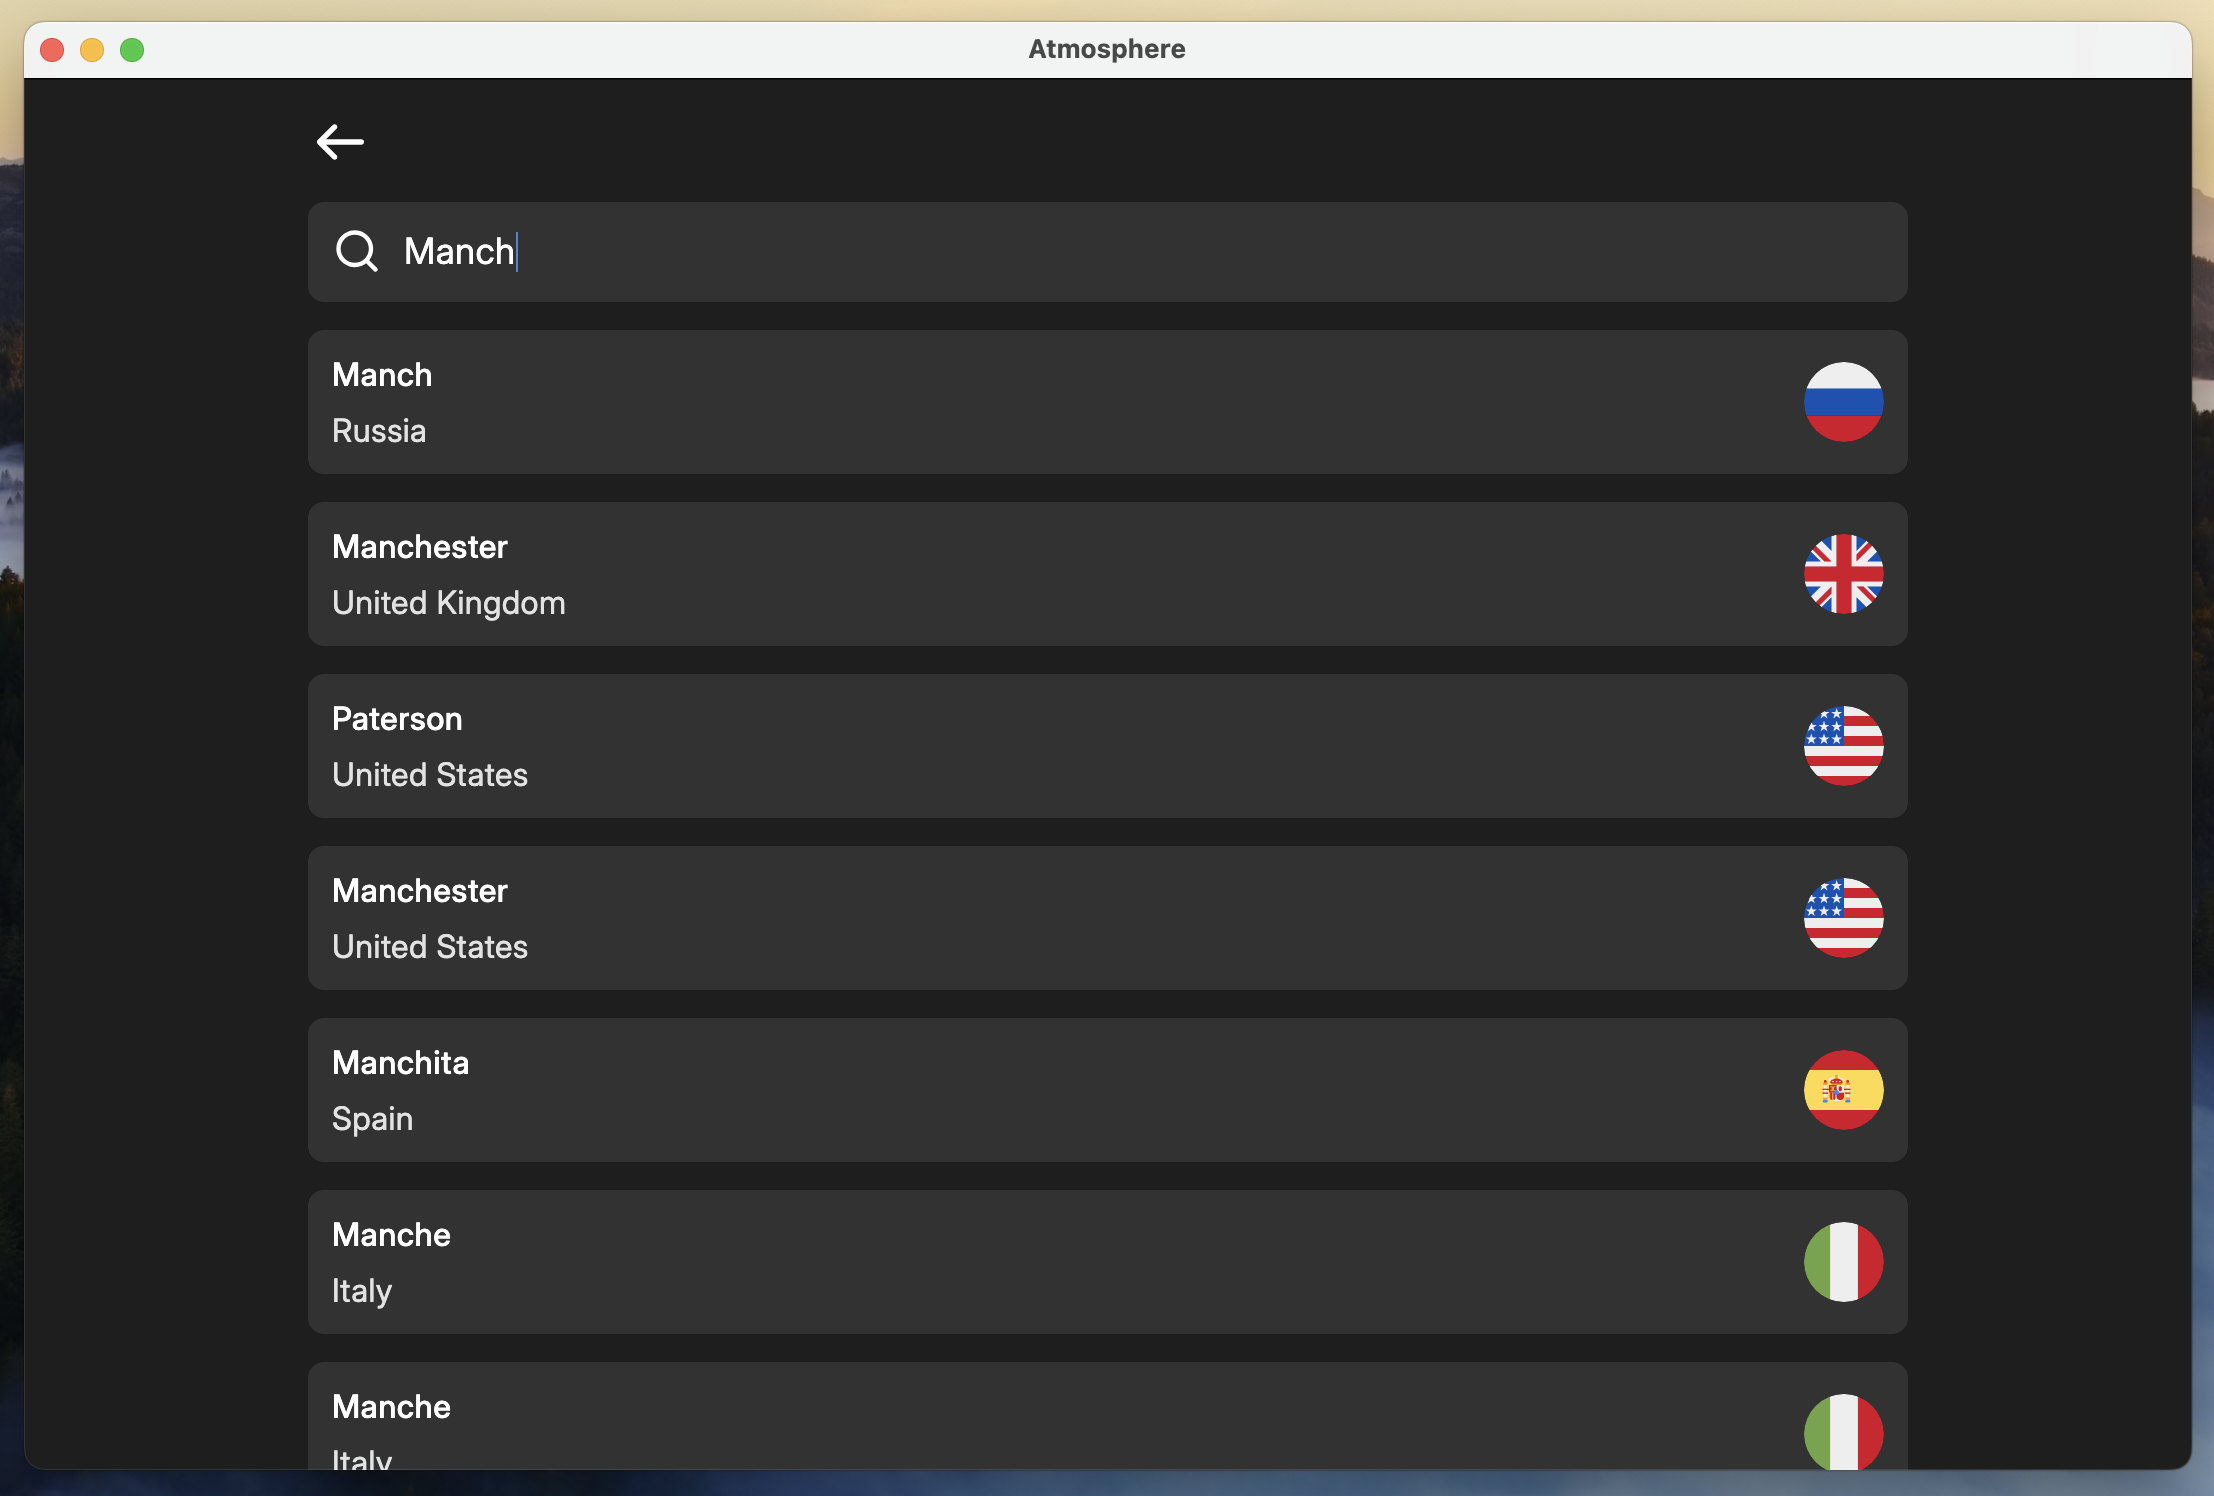 Atmosphere
Manch
Manch
Russia
Manchester
United Kingdom
Paterson
United States
Manchester
United States
Manchita
Spain
Manche
Italy
Manche
Italy